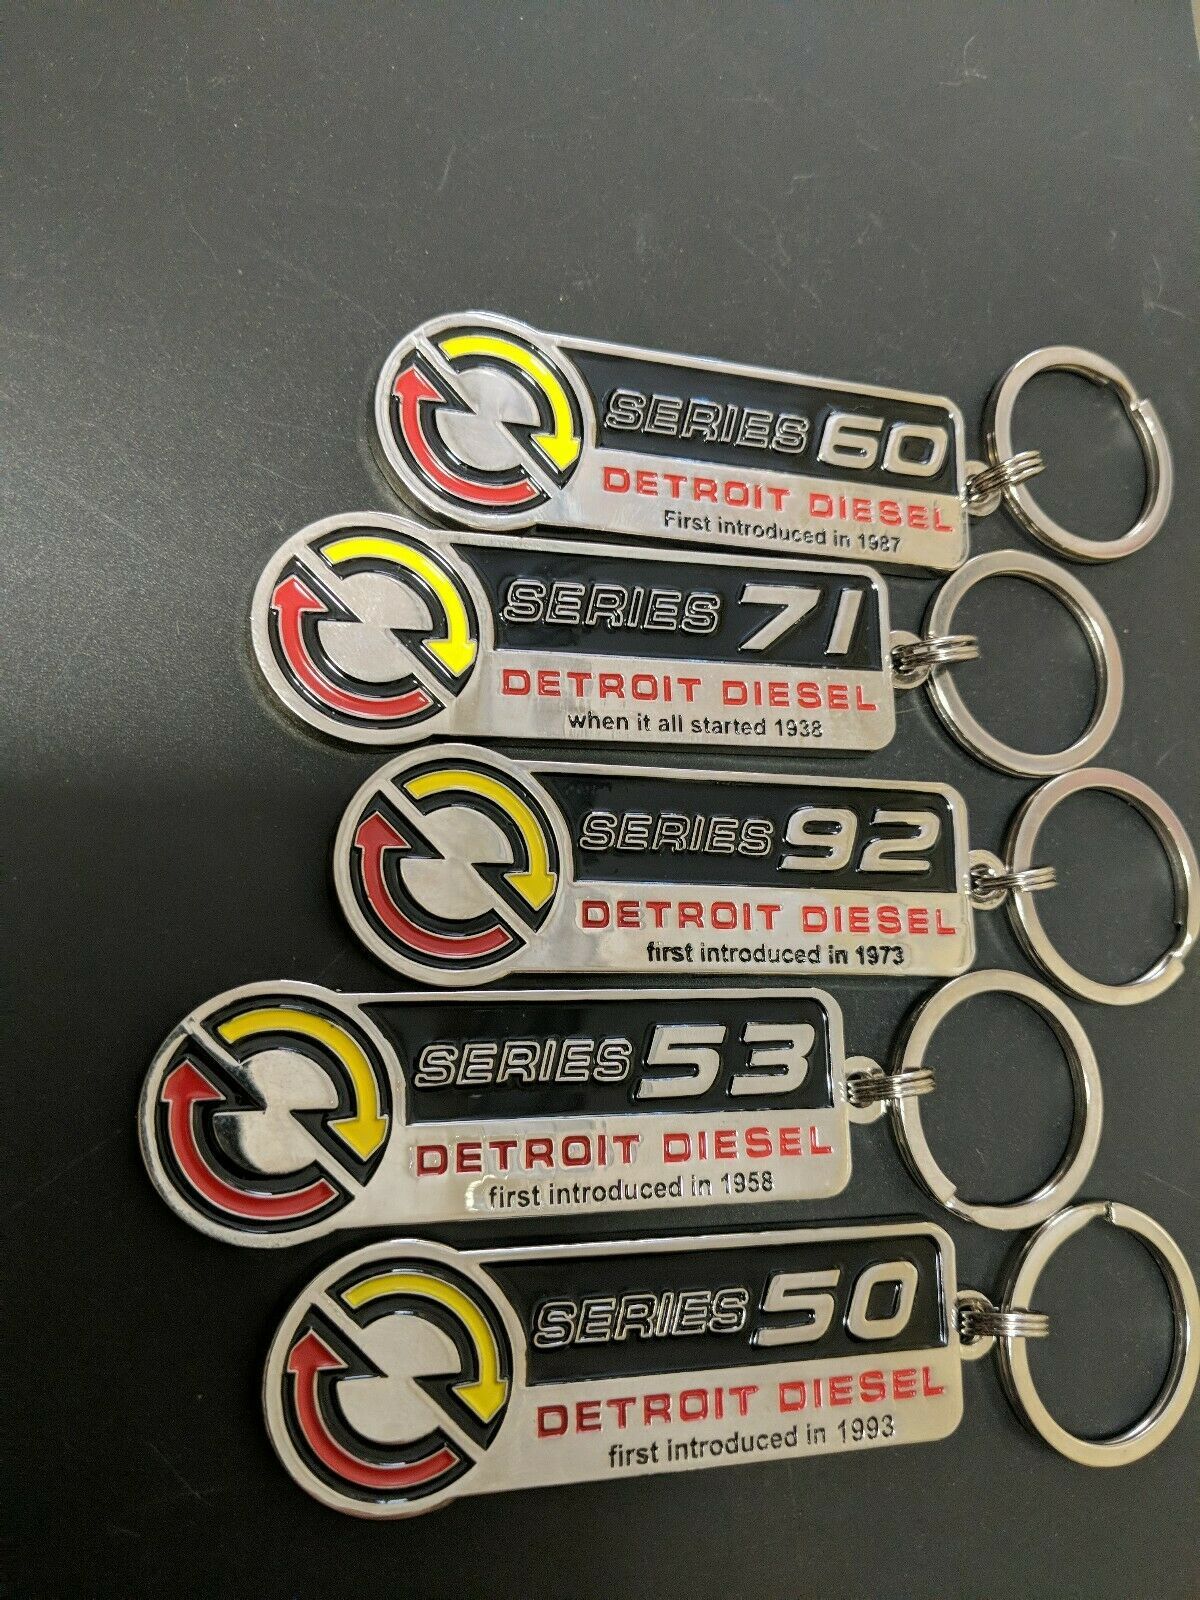 SERIES 60
DETROIT DIESEL
First introduced in 1987
SERIES 71
DETROIT DIESEL
when it all started 1938
SERIES 92
DETROIT DIESEL
first introduced in 1973
SERIES 53
DETROIT DIESEL
first introduced in 1958
SERIES 50
DETROIT DIESEL
first introduced in 1993